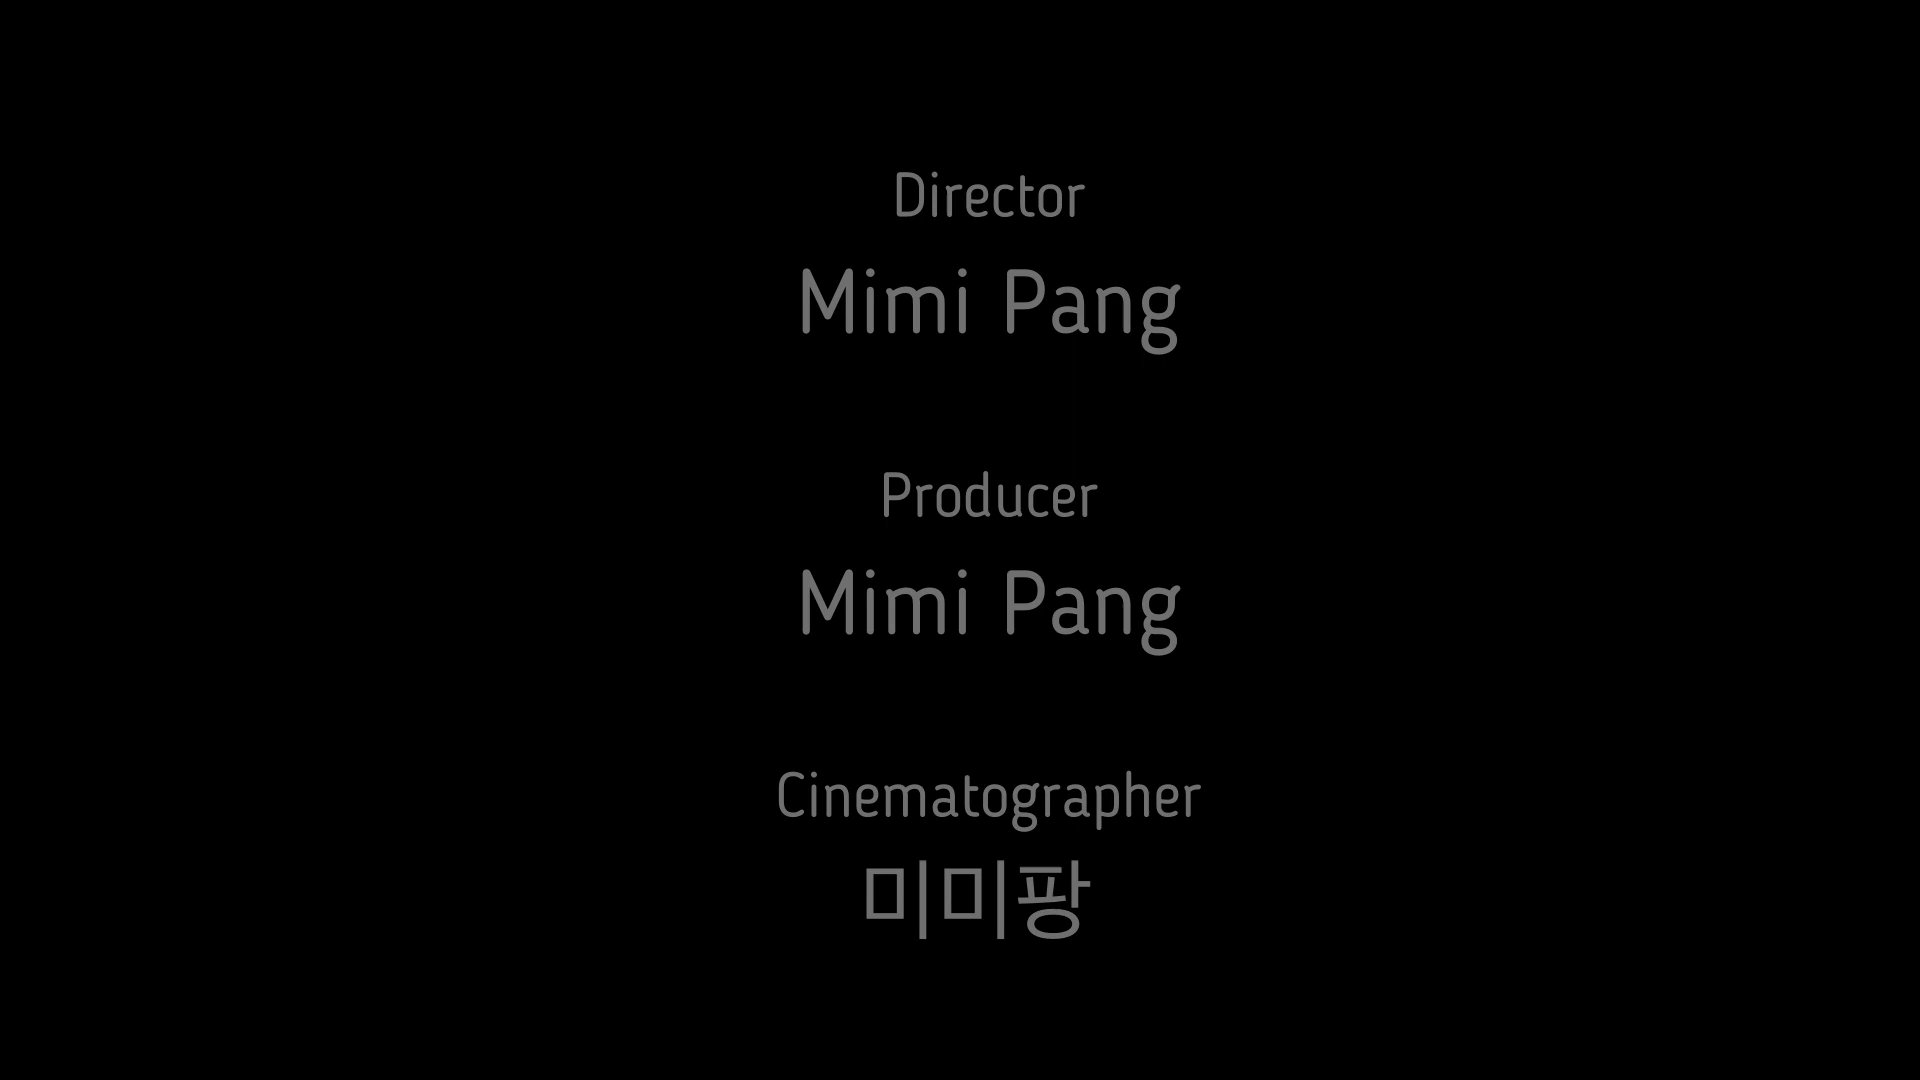 Director
Mimi Pang
Producer
Mimi Pang
Cinematographer
미미팡